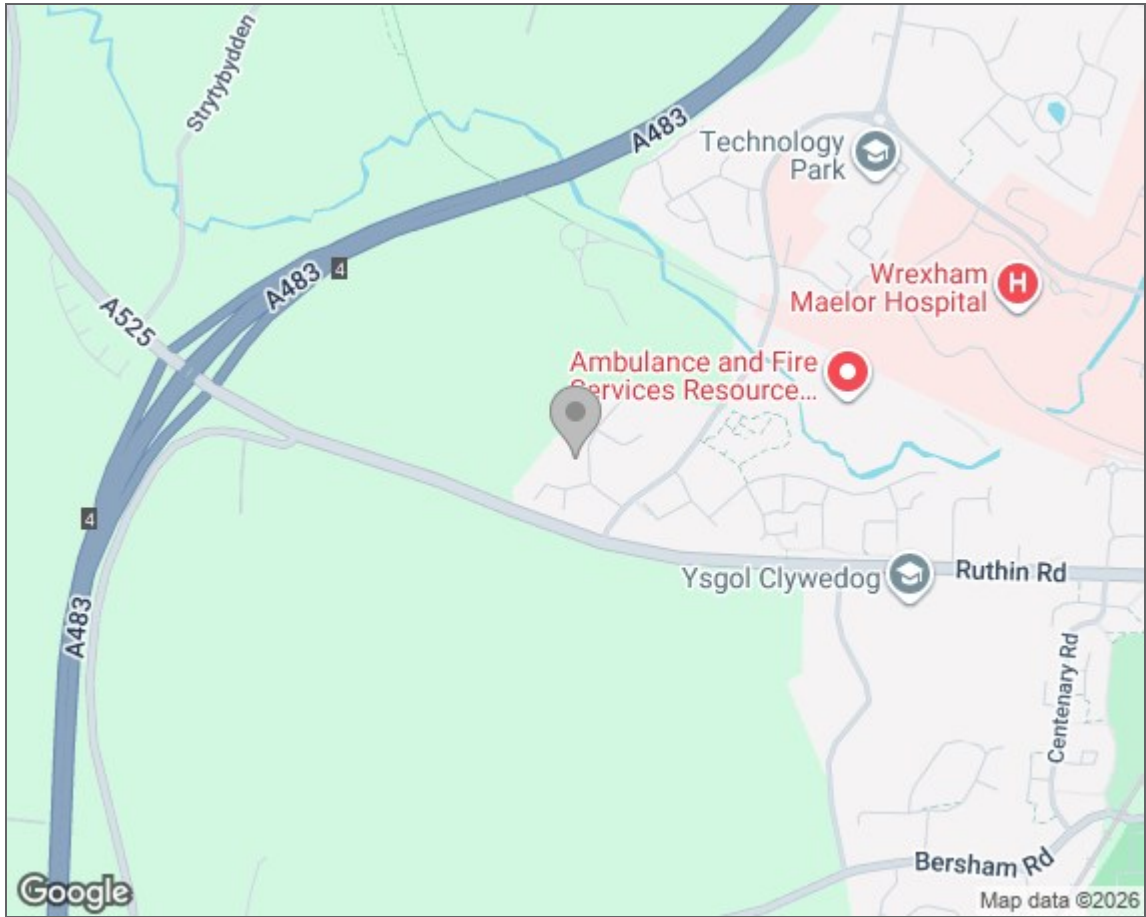 Strytybydden
A483
Technology
Park
Wrexham
Maelor Hospital
A483
4
A525
Ambulance and Fire
Services Resource...
4
Ysgol Clywedog
Ruthin Rd
A483
Centenary Rd
Bersham Rd
Google
Map data ©2026
H